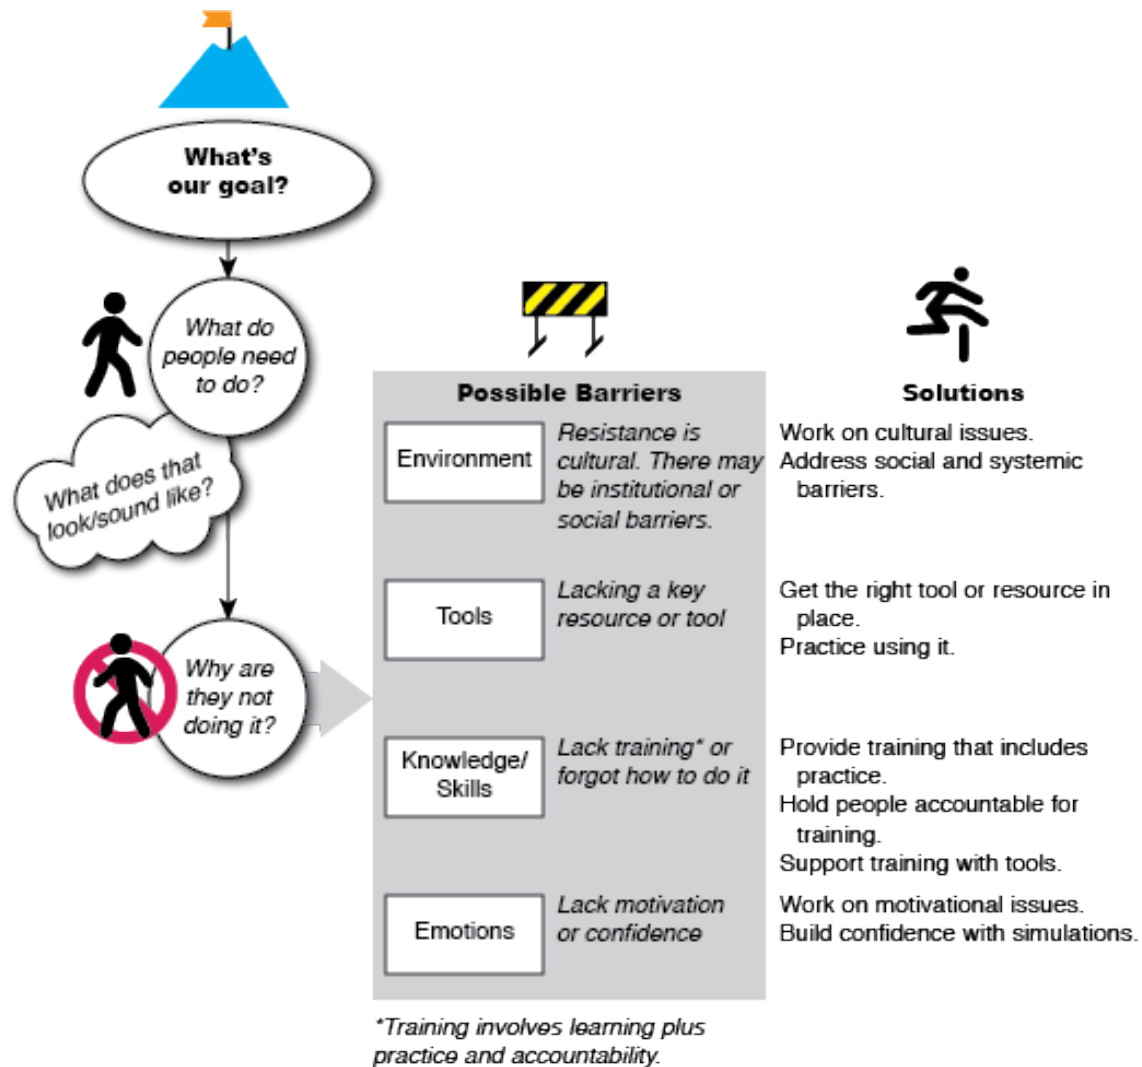 What's
our goal?
What do
people need
to do?
What does that
look/sound like?
Why are
they not
doing it?
Possible Barriers
Solutions
Environment
Resistance is
cultural. There may
be institutional or
social barriers.
Work on cultural issues.
Address social and systemic
barriers.
Tools
Lacking a key
resource or tool
Get the right tool or resource in
place.
Practice using it.
Knowledge/
Skills
Lack training* or
forgot how to do it
Provide training that includes
practice.
Hold people accountable for
training.
Support training with tools.
Emotions
Lack motivation
or confidence
Work on motivational issues.
Build confidence with simulations.
*Training involves learning plus
practice and accountability.